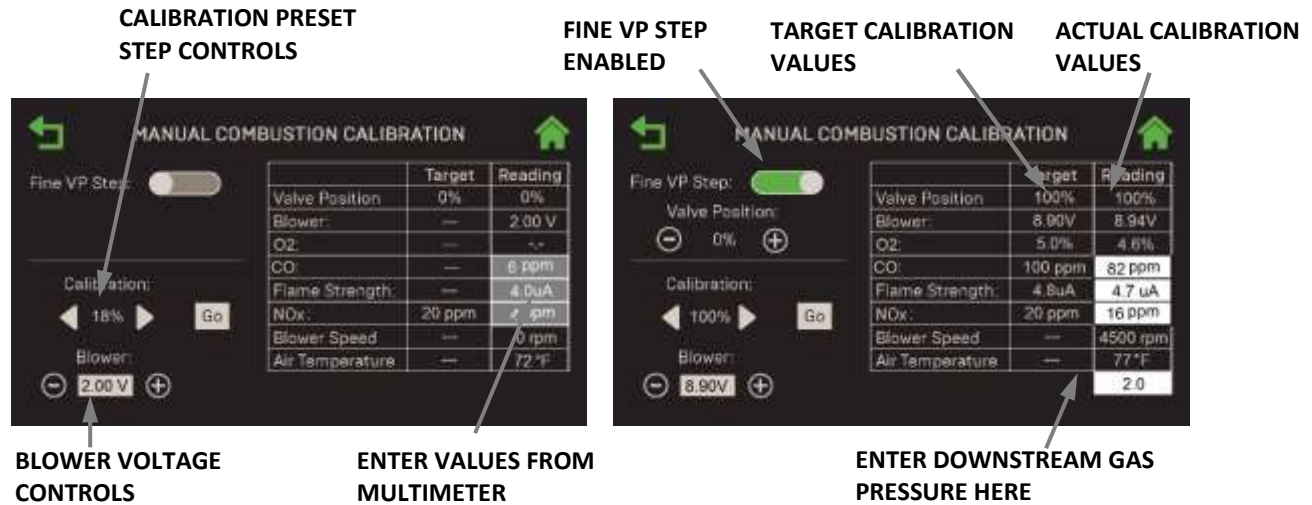 CALIBRATION PRESET
STEP CONTROLS
FINE VP STEP
ENABLED
TARGET CALIBRATION
VALUES
ACTUAL CALIBRATION
VALUES
MANUAL COMBUSTION CALIBRATION
Fine VP Step:
Target Reading
Valve Position 0% 0%
Blower: --- 2.00 V
O2: --- -.-
CO: --- 6 ppm
Flame Strength: --- 4.0uA
NOx: 20 ppm ppm
Blower Speed --- 0 rpm
Air Temperature --- 72°F
Calibration:
18% Go
Blower:
2.00 V
MANUAL COMBUSTION CALIBRATION
Fine VP Step:
Valve Position:
0%
Target Reading
Valve Position 100% 100%
Blower: 8.90V 8.94V
O2: 5.0% 4.6%
CO: 100 ppm 82 ppm
Flame Strength: 4.8uA 4.7 uA
NOx: 20 ppm 16 ppm
Blower Speed --- 4500 rpm
Air Temperature --- 77°F
2.0
Calibration:
100% Go
Blower:
8.90V
BLOWER VOLTAGE
CONTROLS
ENTER VALUES FROM
MULTIMETER
ENTER DOWNSTREAM GAS
PRESSURE HERE